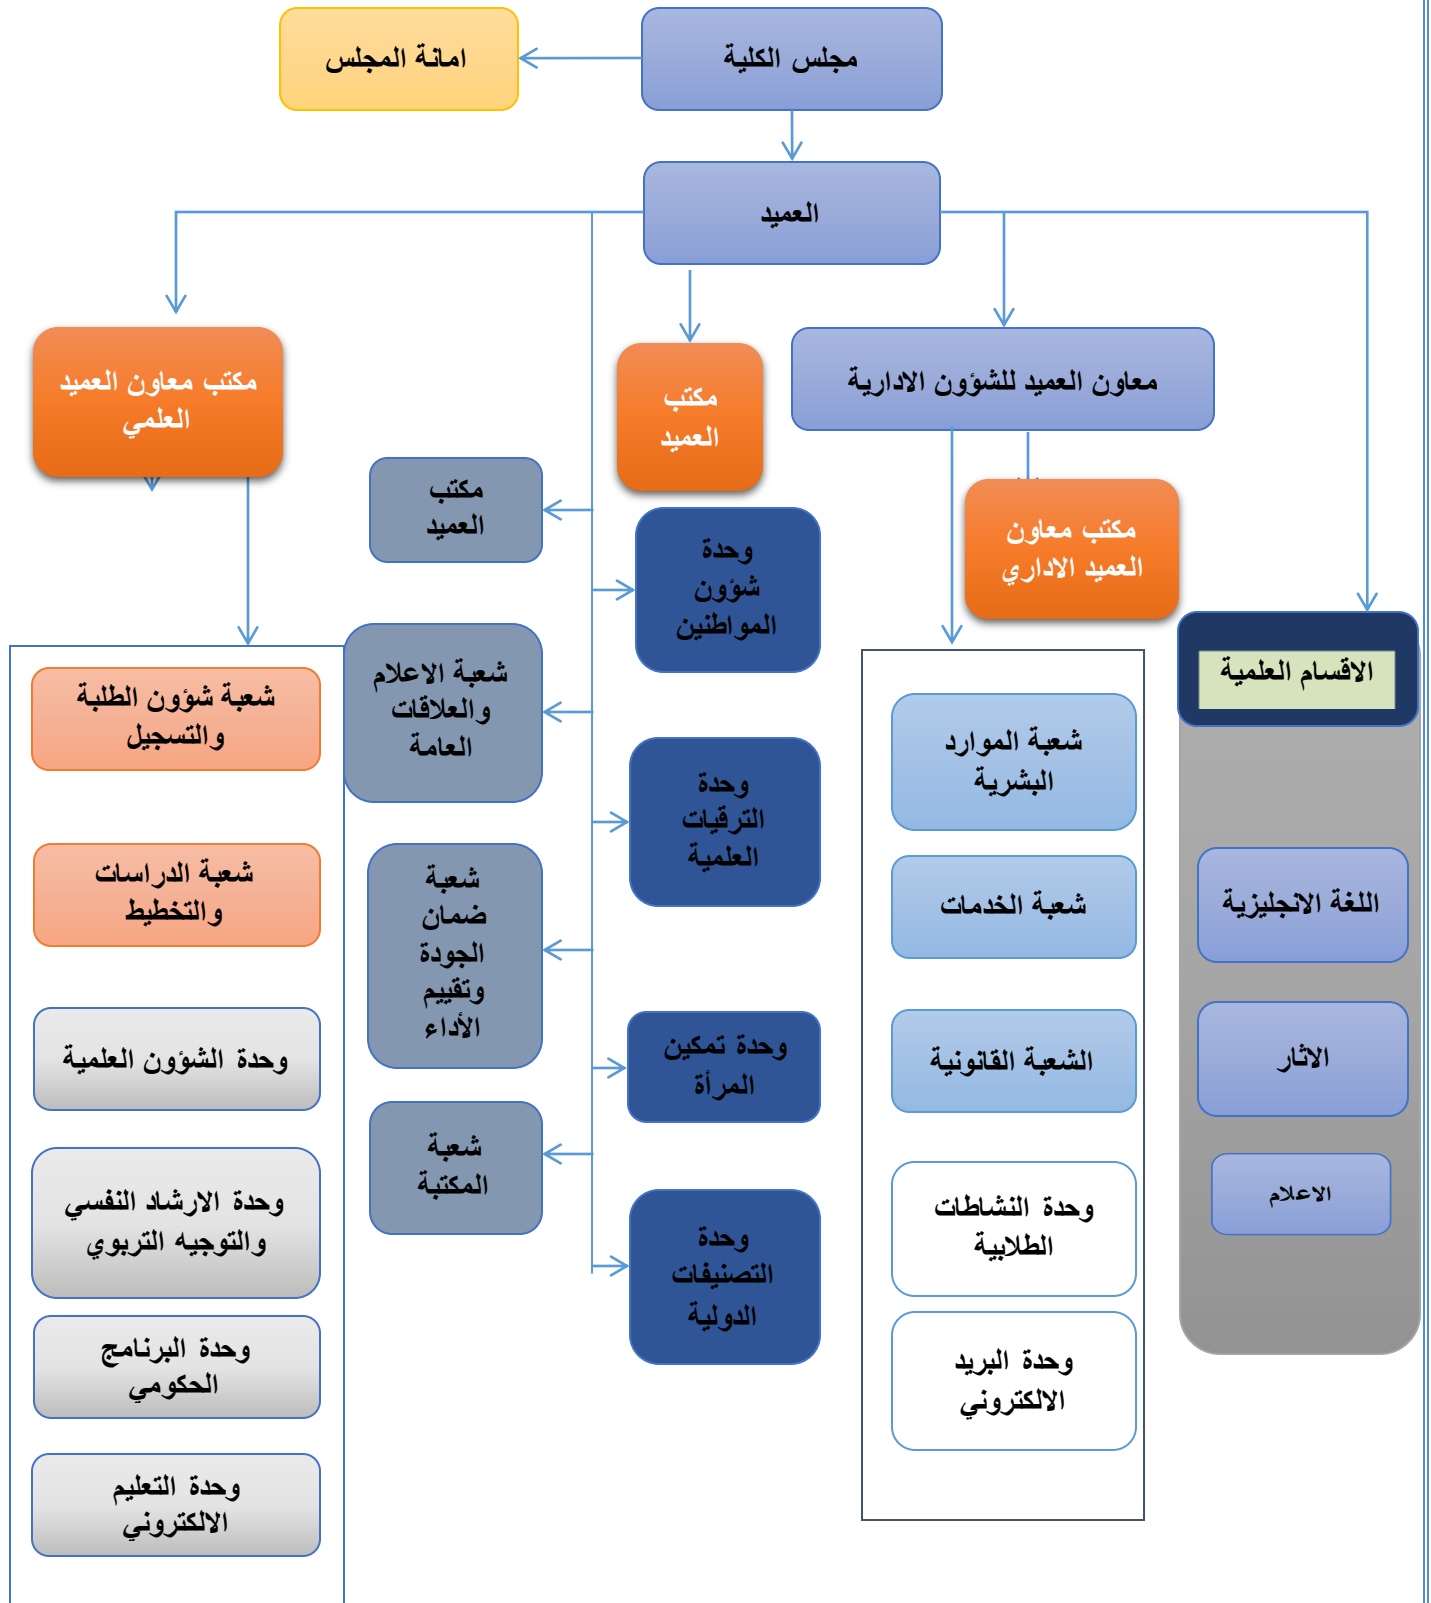 مجلس الكلية
امانة المجلس
العميد
معاون العميد للشؤون الادارية
مكتب
العميد
مكتب معاون العميد
العلمي
مكتب معاون
العميد الاداري
الاقسام العلمية
اللغة الانجليزية
الاثار
الاعلام
شعبة الموارد
البشرية
شعبة الخدمات
الشعبة القانونية
وحدة النشاطات
الطلابية
وحدة البريد
الالكتروني
وحدة
شؤون
المواطنين
وحدة
الترقيات
العلمية
وحدة تمكين
المرأة
وحدة
التصنيفات
الدولية
مكتب
العميد
شعبة الاعلام
والعلاقات
العامة
شعبة
ضمان
الجودة
وتقييم
الأداء
شعبة
المكتبة
شعبة شؤون الطلبة
والتسجيل
شعبة الدراسات
والتخطيط
وحدة الشؤون العلمية
وحدة الارشاد النفسي
والتوجيه التربوي
وحدة البرنامج
الحكومي
وحدة التعليم
الالكتروني